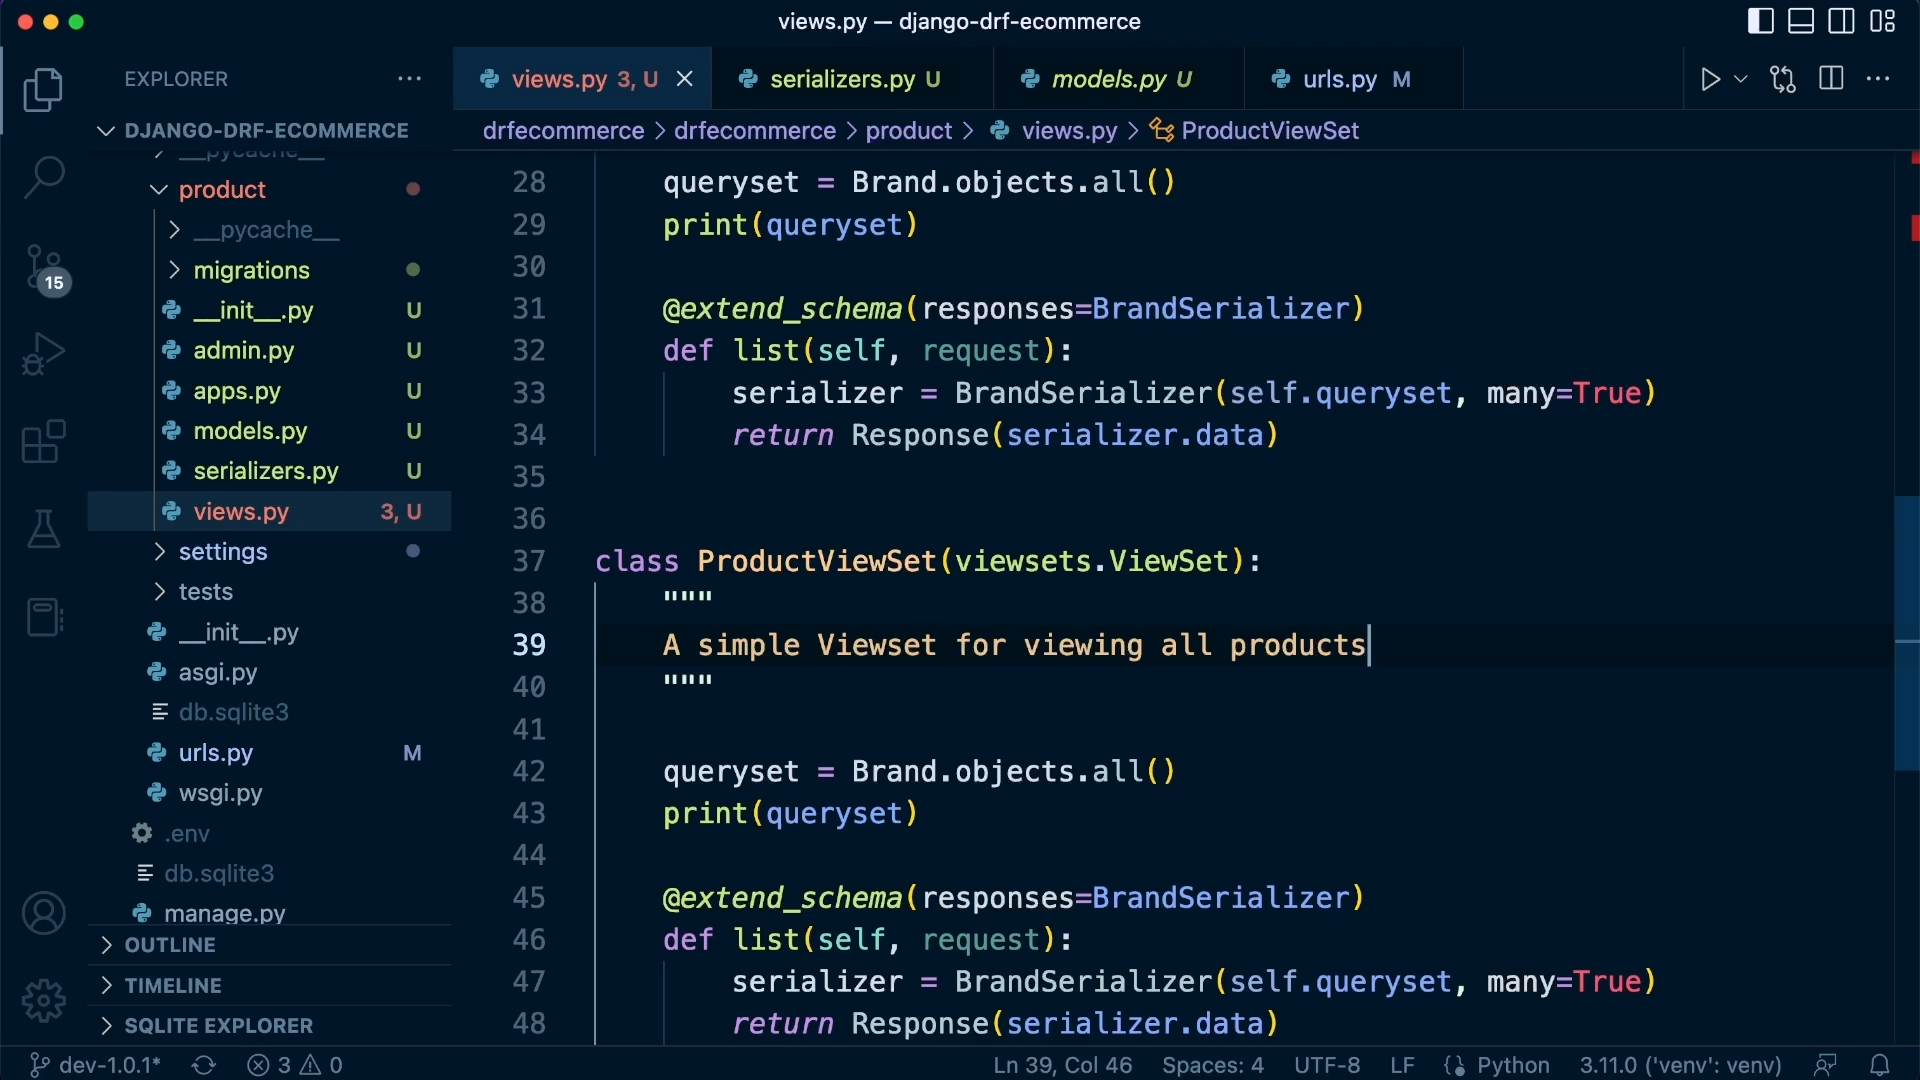 views.py — django-drf-ecommerce
EXPLORER
views.py 3, U
serializers.py U
models.py U
urls.py M
DJANGO-DRF-ECOMMERCE
drfecommerce > drfecommerce > product > views.py > ProductViewSet
__pycache__
product
__pycache__
migrations
__init__.py U
admin.py U
apps.py U
models.py U
serializers.py U
views.py 3, U
settings
tests
__init__.py
asgi.py
db.sqlite3
urls.py M
wsgi.py
.env
db.sqlite3
manage.py
OUTLINE
TIMELINE
SQLITE EXPLORER
15
28 queryset = Brand.objects.all()
29 print(queryset)
30
31 @extend_schema(responses=BrandSerializer)
32 def list(self, request):
33 serializer = BrandSerializer(self.queryset, many=True)
34 return Response(serializer.data)
35
36
37 class ProductViewSet(viewsets.ViewSet):
38 """
39 A simple Viewset for viewing all products
40 """
41
42 queryset = Brand.objects.all()
43 print(queryset)
44
45 @extend_schema(responses=BrandSerializer)
46 def list(self, request):
47 serializer = BrandSerializer(self.queryset, many=True)
48 return Response(serializer.data)
dev-1.0.1* 3 0 Ln 39, Col 46 Spaces: 4 UTF-8 LF Python 3.11.0 ('venv': venv)